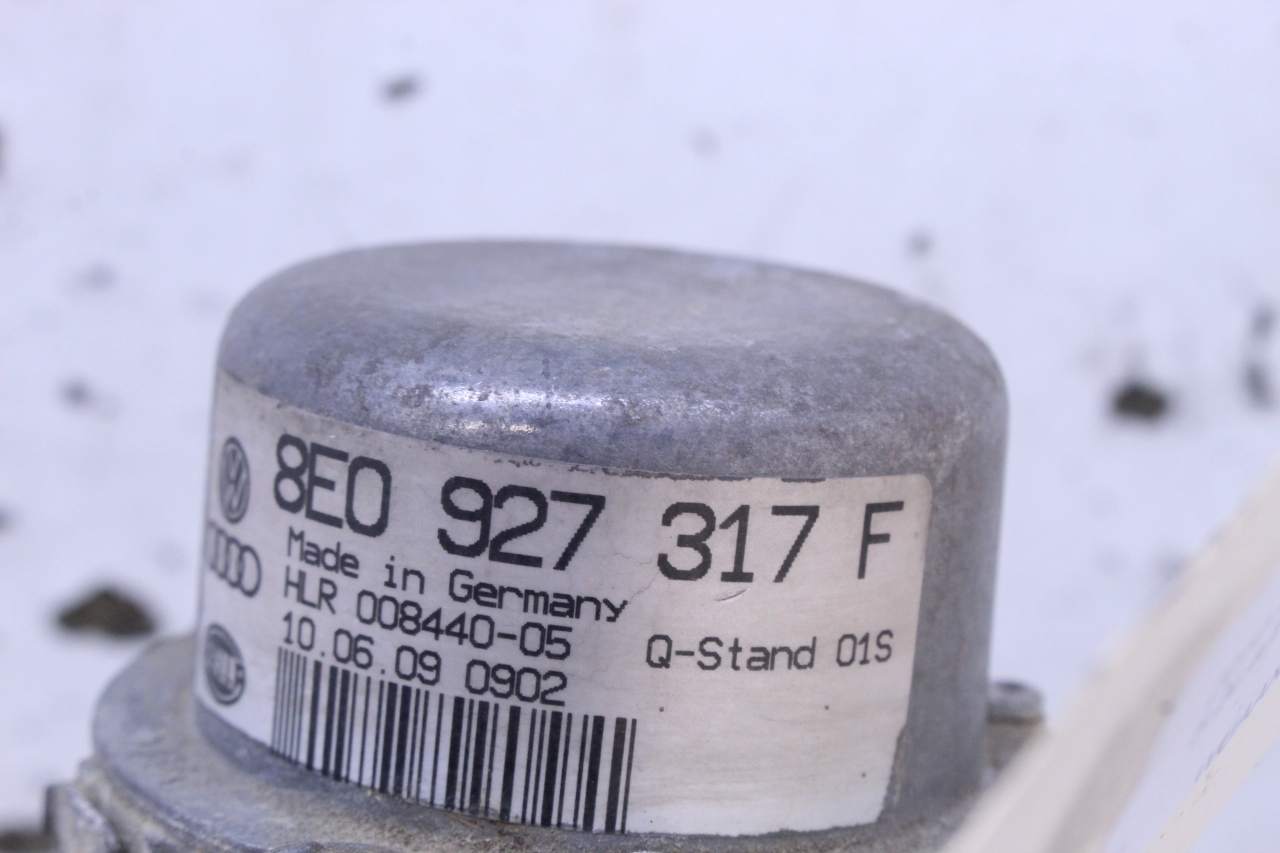 8E0 927 317 F
Made in Germany
HLR 008440-05
Q-Stand 01S
10.06.09 0902